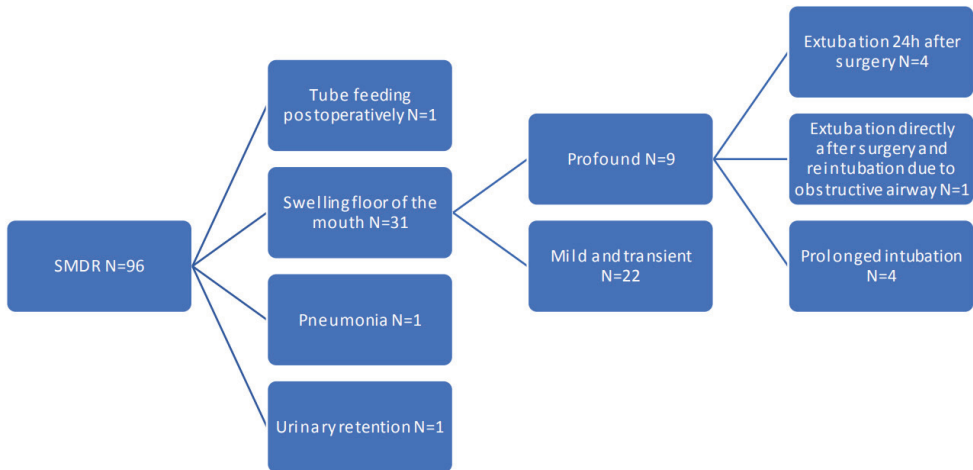 SMDR N=96
Tube feeding
postoperatively N=1
Swelling floor of the
mouth N=31
Pneumonia N=1
Urinary retention N=1
Profound N=9
Mild and transient
N=22
Extubation 24h after
surgery N=4
Extubation directly
after surgery and
reintubation due to
obstructive airway N=1
Prolonged intubation
N=4